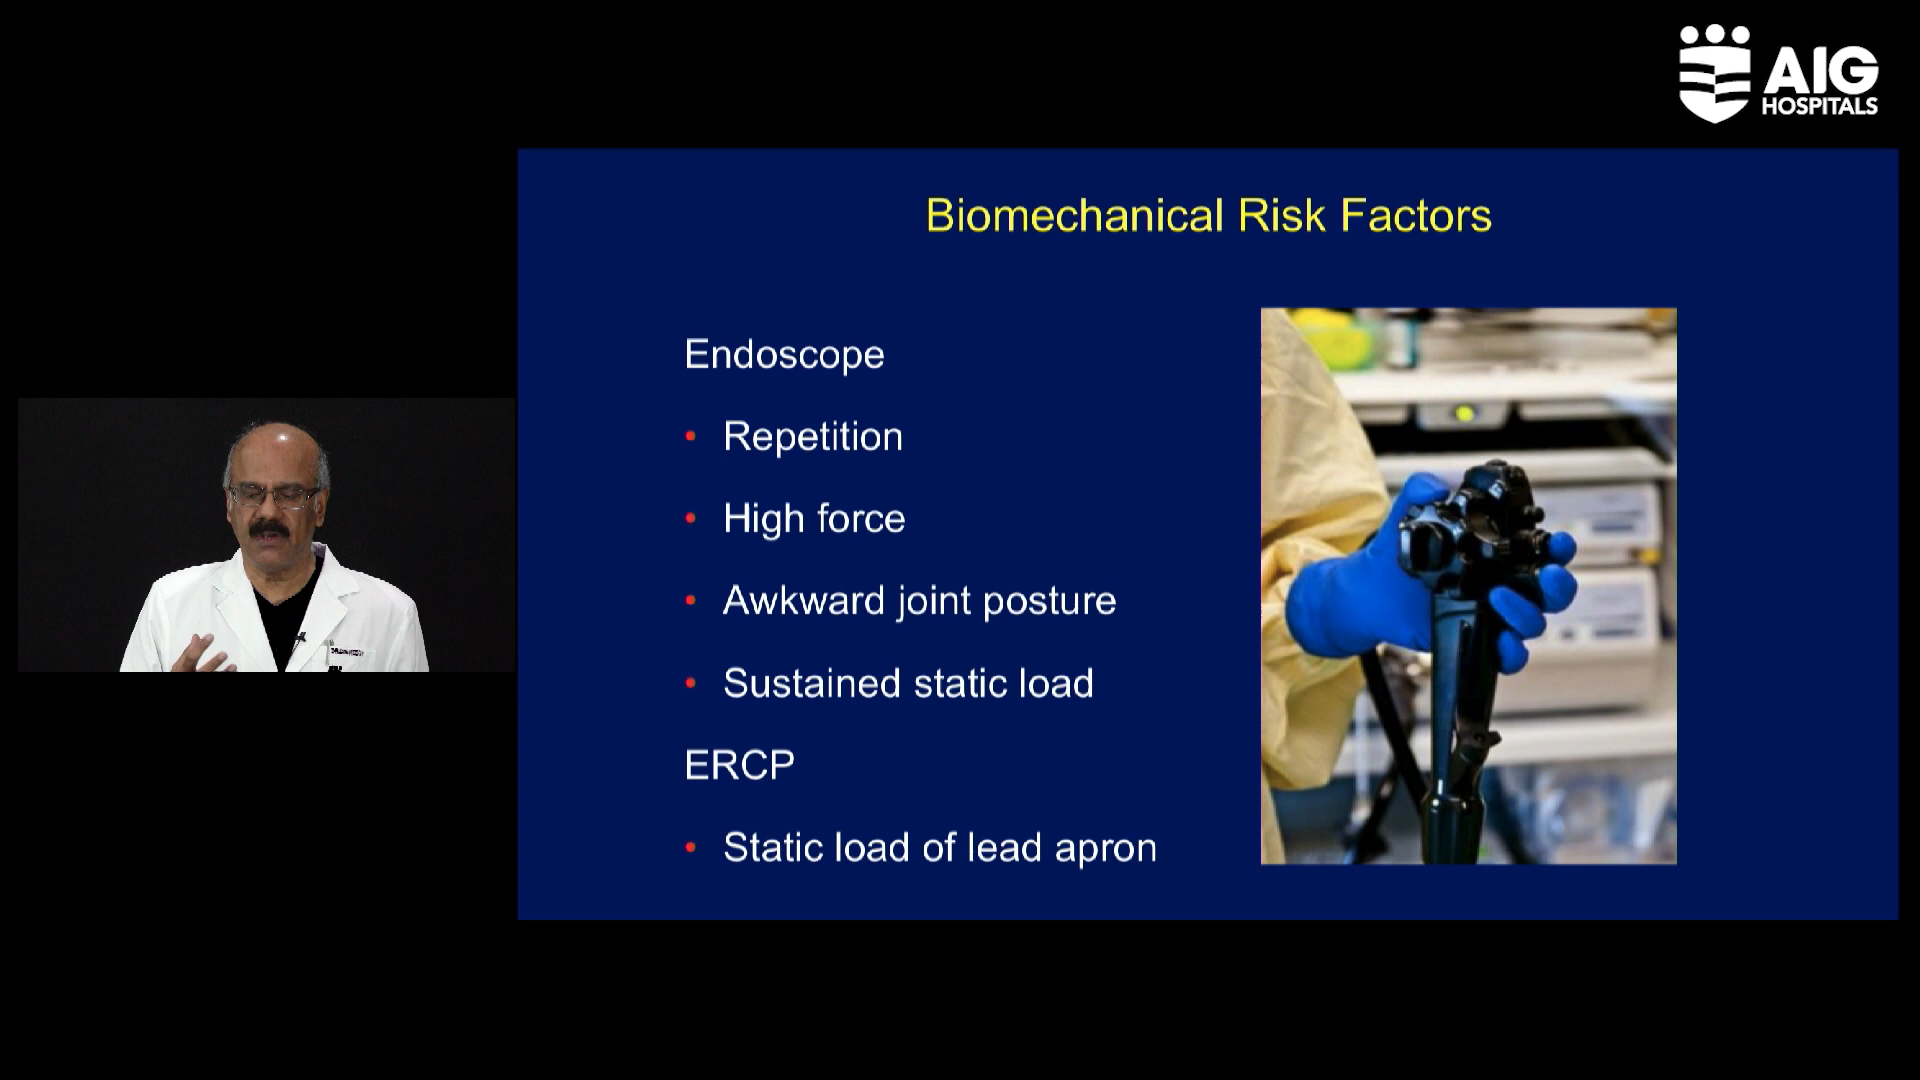 AIG
HOSPITALS
Biomechanical Risk Factors
Endoscope
• Repetition
• High force
• Awkward joint posture
• Sustained static load
ERCP
• Static load of lead apron